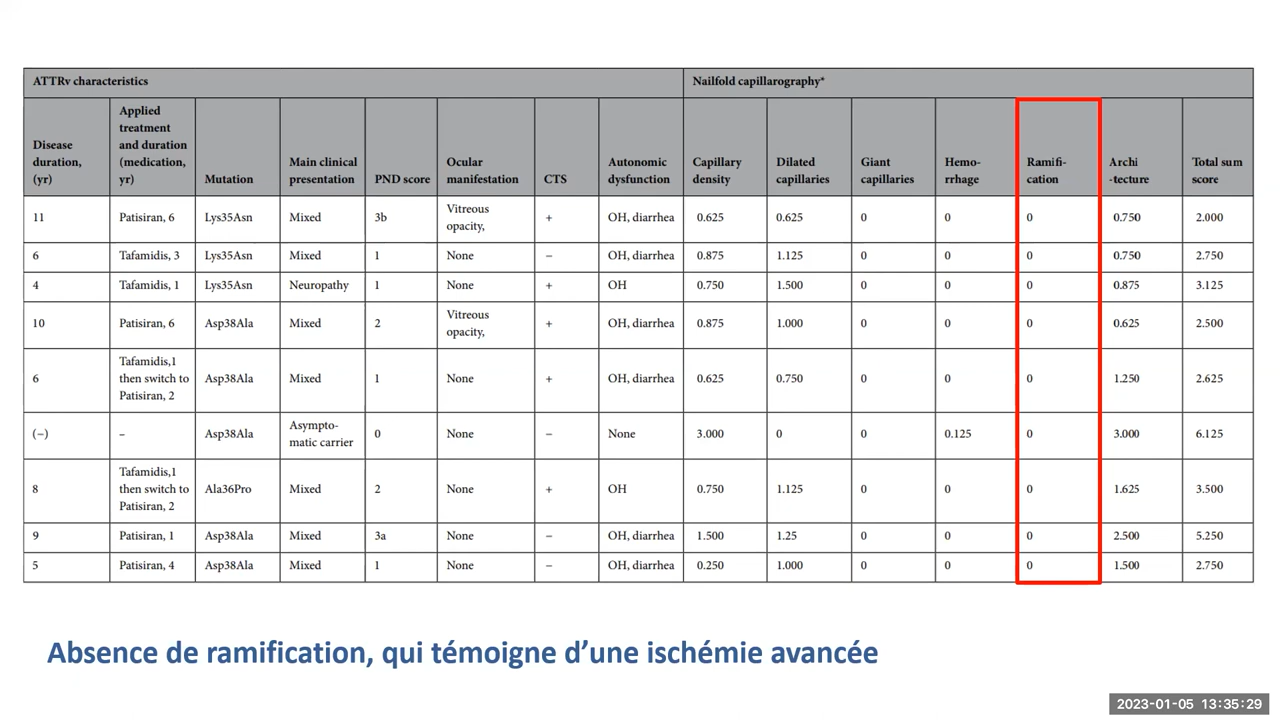 ATTRv characteristics Nailfold capillarography*
Disease duration, (yr) Applied treatment and duration (medication, yr) Mutation Main clinical presentation PND score Ocular manifestation CTS Autonomic dysfunction Capillary density Dilated capillaries Giant capillaries Hemo-rrhage Ramifi-cation Archi-tecture Total sum score
11 Patisiran, 6 Lys35Asn Mixed 3b Vitreous opacity, + OH, diarrhea 0.625 0.625 0 0 0 0.750 2.000
6 Tafamidis, 3 Lys35Asn Mixed 1 None − OH, diarrhea 0.875 1.125 0 0 0 0.750 2.750
4 Tafamidis, 1 Lys35Asn Neuropathy 1 None + OH 0.750 1.500 0 0 0 0.875 3.125
10 Patisiran, 6 Asp38Ala Mixed 2 Vitreous opacity, + OH, diarrhea 0.875 1.000 0 0 0 0.625 2.500
6 Tafamidis,1 then switch to Patisiran, 2 Asp38Ala Mixed 1 None + OH, diarrhea 0.625 0.750 0 0 0 1.250 2.625
(−) – Asp38Ala Asympto-matic carrier 0 None − None 3.000 0 0 0.125 0 3.000 6.125
8 Tafamidis,1 then switch to Patisiran, 2 Ala36Pro Mixed 2 None + OH 0.750 1.125 0 0 0 1.625 3.500
9 Patisiran, 1 Asp38Ala Mixed 3a None − OH, diarrhea 1.500 1.25 0 0 0 2.500 5.250
5 Patisiran, 4 Asp38Ala Mixed 1 None − OH, diarrhea 0.250 1.000 0 0 0 1.500 2.750
Absence de ramification, qui témoigne d'une ischémie avancée
2023-01-05 13:35:29